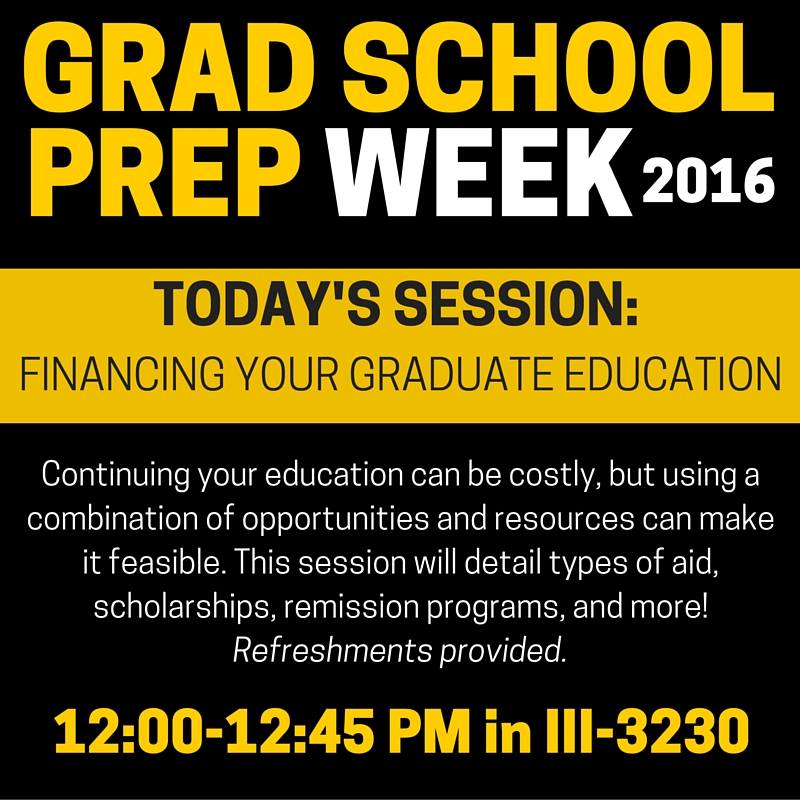 GRAD SCHOOL
PREP WEEK 2016
TODAY'S SESSION:
FINANCING YOUR GRADUATE EDUCATION
Continuing your education can be costly, but using a
combination of opportunities and resources can make
it feasible. This session will detail types of aid,
scholarships, remission programs, and more!
Refreshments provided.
12:00-12:45 PM in III-3230